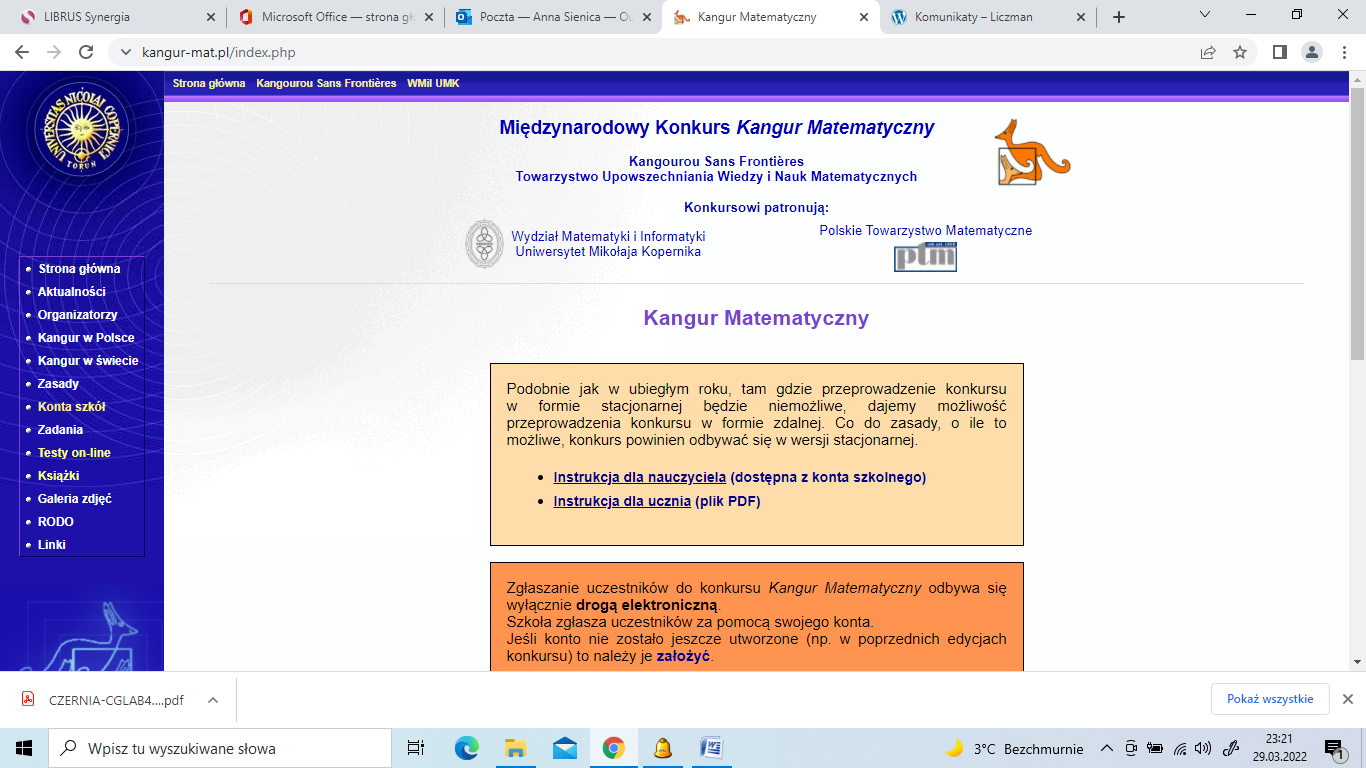 LIBRUS Synergia
Microsoft Office — strona gł
Poczta — Anna Sienica — Ou
Kangur Matematyczny
Komunikaty – Liczman
kangur-mat.pl/index.php
UNIVERSITAS NICOLAI COPERNICI
TORUŃ
Strona główna Kangourou Sans Frontières WMiI UMK
Międzynarodowy Konkurs Kangur Matematyczny
Kangourou Sans Frontières
Towarzystwo Upowszechniania Wiedzy i Nauk Matematycznych
Konkursowi patronują:
Wydział Matematyki i Informatyki
Uniwersytet Mikołaja Kopernika
Polskie Towarzystwo Matematyczne
ptm
Strona główna
Aktualności
Organizatorzy
Kangur w Polsce
Kangur w świecie
Zasady
Konta szkół
Zadania
Testy on-line
Książki
Galeria zdjęć
RODO
Linki
Kangur Matematyczny
Podobnie jak w ubiegłym roku, tam gdzie przeprowadzenie konkursu
w formie stacjonarnej będzie niemożliwe, dajemy możliwość
przeprowadzenia konkursu w formie zdalnej. Co do zasady, o ile to
możliwe, konkurs powinien odbywać się w wersji stacjonarnej.
Instrukcja dla nauczyciela (dostępna z konta szkolnego)
Instrukcja dla ucznia (plik PDF)
Zgłaszanie uczestników do konkursu Kangur Matematyczny odbywa się
wyłącznie drogą elektroniczną.
Szkoła zgłasza uczestników za pomocą swojego konta.
Jeśli konto nie zostało jeszcze utworzone (np. w poprzednich edycjach
konkursu) to należy je założyć.
CZERNIA-CGLAB4....pdf
Pokaż wszystkie
Wpisz tu wyszukiwane słowa
3°C Bezchmurnie
23:21
29.03.2022
1